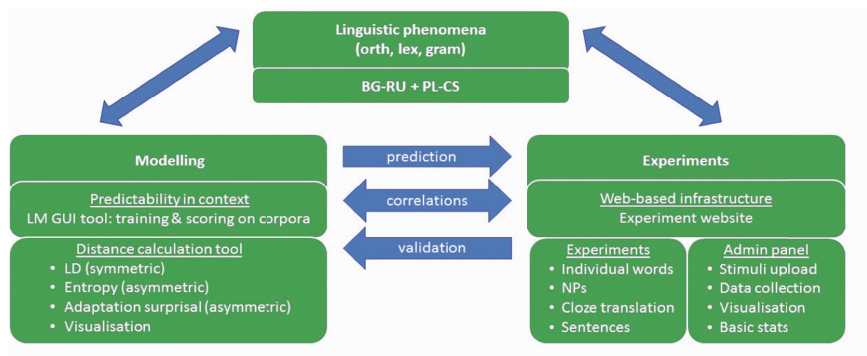 Linguistic phenomena
(orth, lex, gram)
BG-RU + PL-CS
Modelling
Predictability in context
LM GUI tool: training & scoring on corpora
Distance calculation tool
• LD (symmetric)
• Entropy (asymmetric)
• Adaptation surprisal (asymmetric)
• Visualisation
prediction
correlations
validation
Experiments
Web-based infrastructure
Experiment website
Experiments
• Individual words
• NPs
• Cloze translation
• Sentences
Admin panel
• Stimuli upload
• Data collection
• Visualisation
• Basic stats